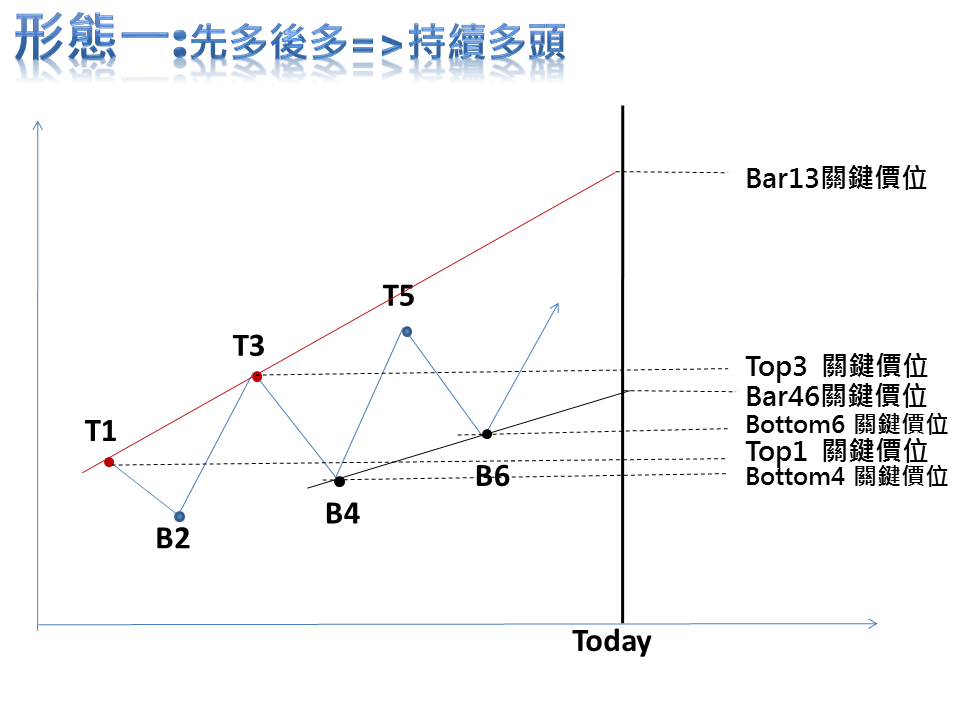 形態一:先多後多=>持續多頭
Bar13關鍵價位
T5
T3
Top3 關鍵價位
Bar46關鍵價位
Bottom6 關鍵價位
T1
Top1 關鍵價位
B6
Bottom4 關鍵價位
B4
B2
Today